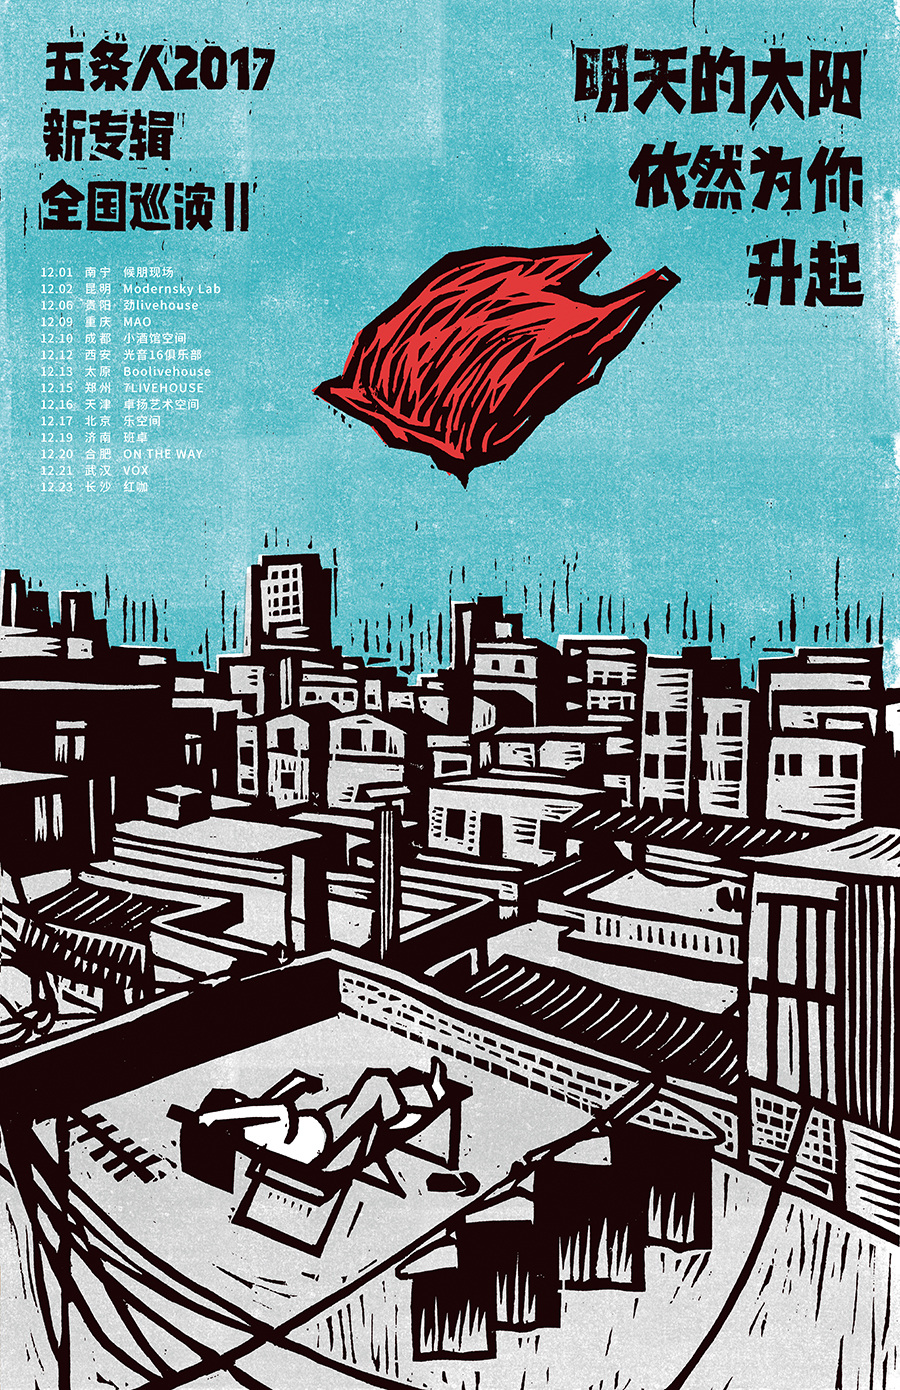 五条人2017
新专辑
全国巡演 ||
明天的太阳
依然为你
升起
12.01 南宁 候朋现场
12.02 昆明 Modernsky Lab
12.06 贵阳 劲livehouse
12.09 重庆 MAO
12.10 成都 小酒馆空间
12.12 西安 光音16俱乐部
12.13 太原 Boolivehouse
12.15 郑州 7LIVEHOUSE
12.16 天津 卓扬艺术空间
12.17 北京 乐空间
12.19 济南 班卓
12.20 合肥 ON THE WAY
12.21 武汉 VOX
12.23 长沙 红咖